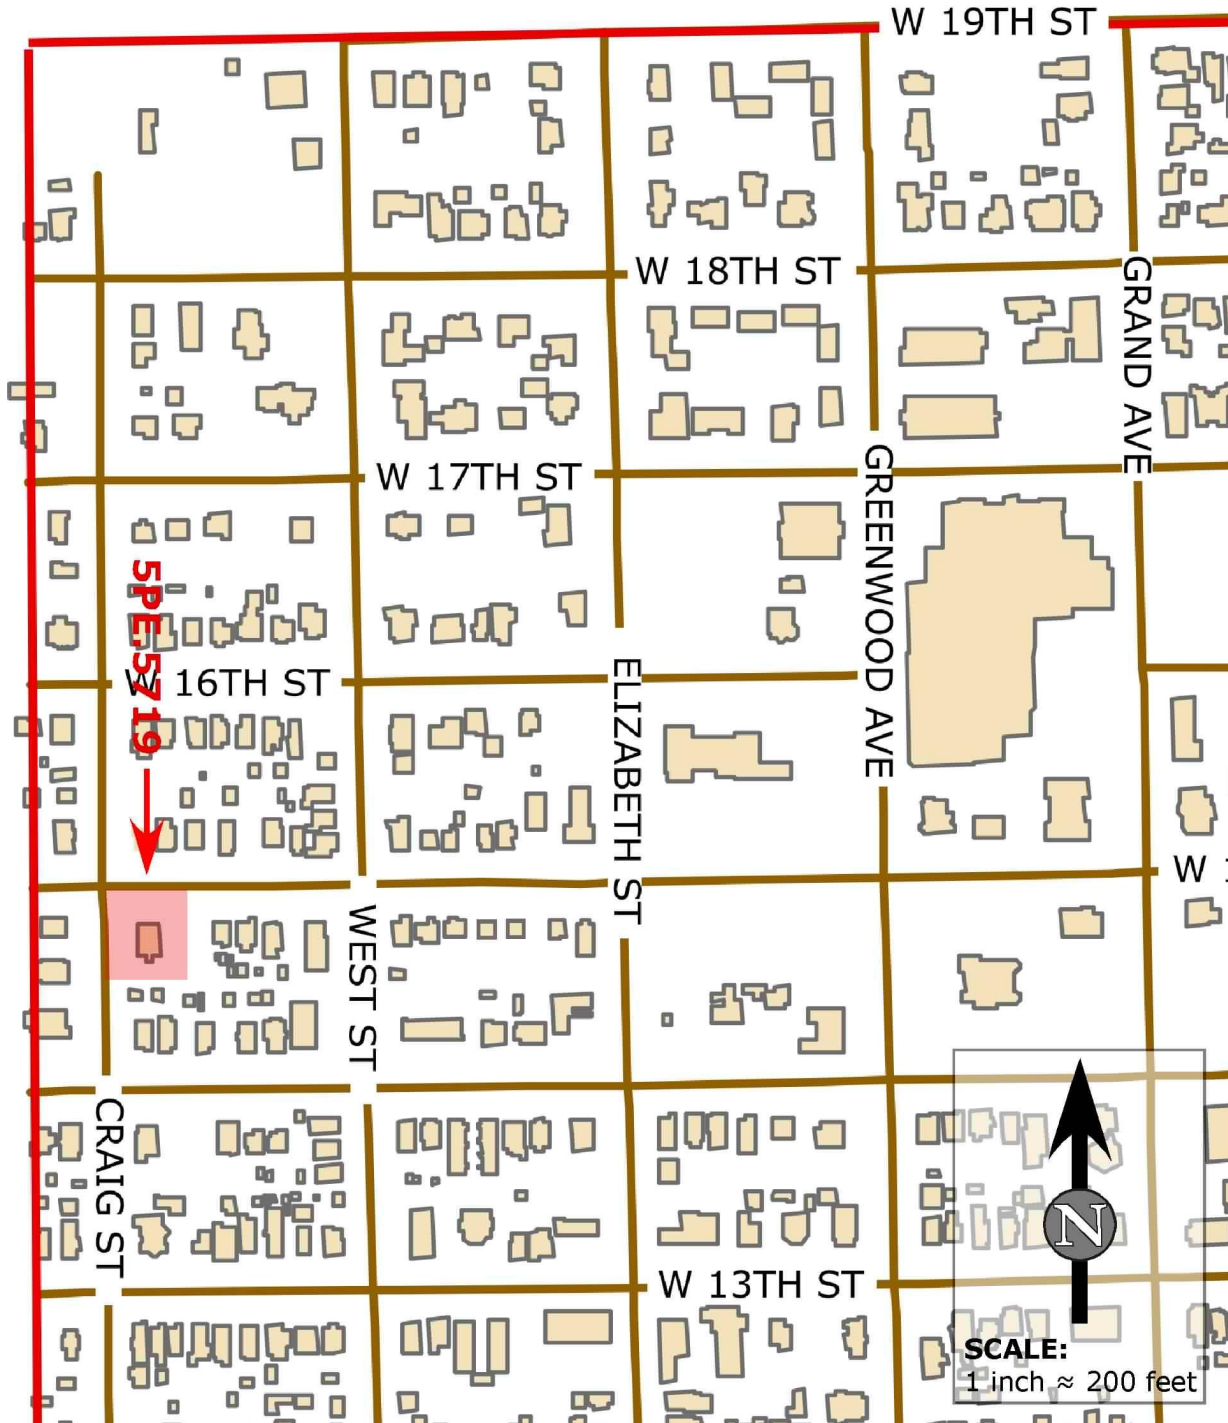 W 19TH ST
W 18TH ST
GRAND AVE
W 17TH ST
GREENWOOD AVE
5PE.5719
W 16TH ST
ELIZABETH ST
W 1
WEST ST
CRAIG ST
N
W 13TH ST
SCALE:
1 inch ≈ 200 feet